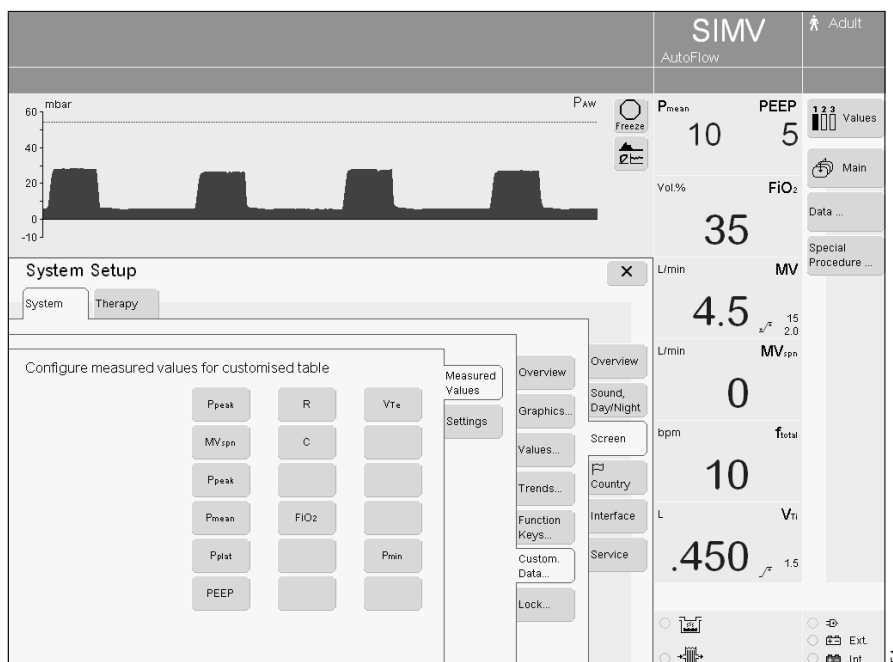 SIMV
AutoFlow
Adult
mbar
PAW
60
40
20
0
-10
Freeze
Pmean PEEP
10 5
Vol.% FiO2
35
L/min MV
4.5 15
2.0
L/min MVspn
0
bpm ftotal
10
L VTi
.450 1.5
1 2 3
Values
Main
Data ...
Special
Procedure ...
System Setup
System Therapy
Configure measured values for customised table
Ppeak R VTe
MVspn C
Ppeak
Pmean FiO2
Pplat Pmin
PEEP
Measured
Values
Settings
Overview
Graphics...
Values...
Trends...
Function
Keys...
Custom.
Data...
Lock...
Overview
Sound,
Day/Night
Screen
Country
Interface
Service
Ext.
Int.